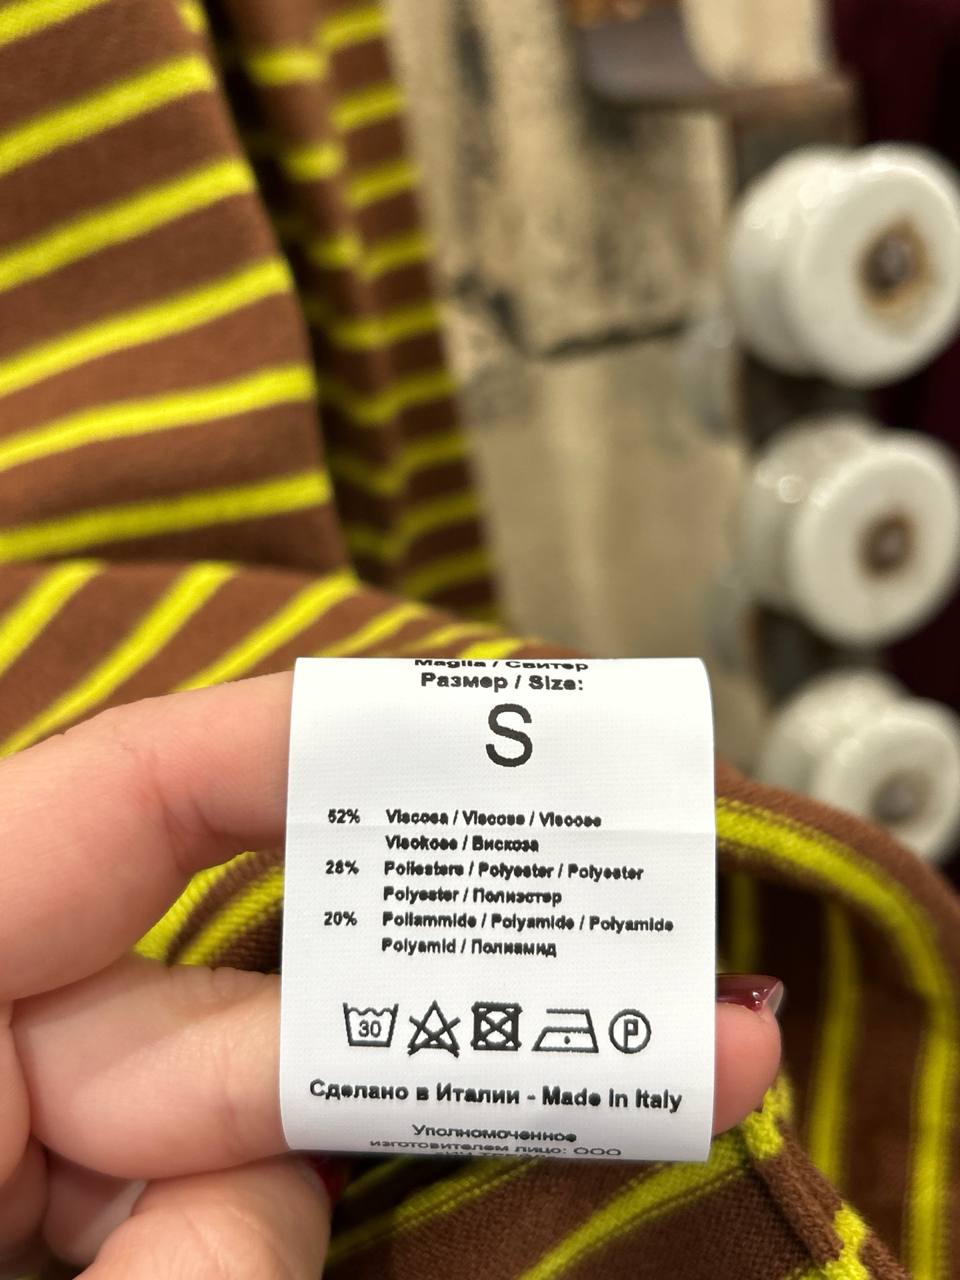 Maglia / Свитер
Размер / Size:
S
52% Viscosa / Viscose / Viscose
Viskose / Вискоза
28% Poliestere / Polyester / Polyester
Polyester / Полиэстер
20% Poliammide / Polyamide / Polyamide
Polyamid / Полиамид
30
P
Сделано в Италии - Made in Italy
Уполномоченное
изготовителем лицо: ООО